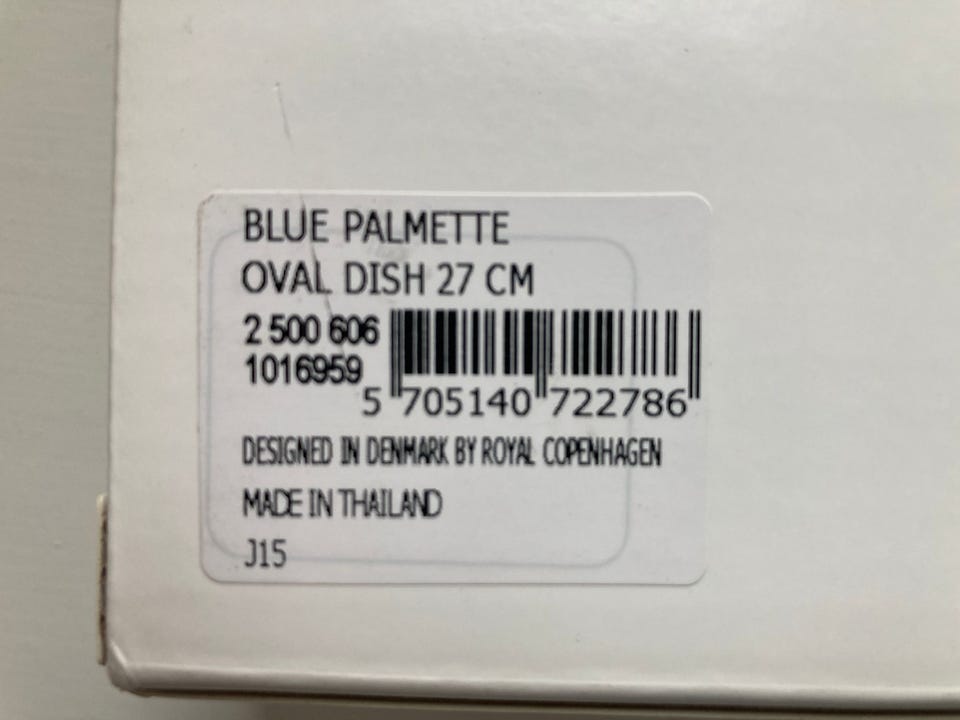 BLUE PALMETTE
OVAL DISH 27 CM
2 500 606
1016959
5 705140 722786
DESIGNED IN DENMARK BY ROYAL COPENHAGEN
MADE IN THAILAND
J15